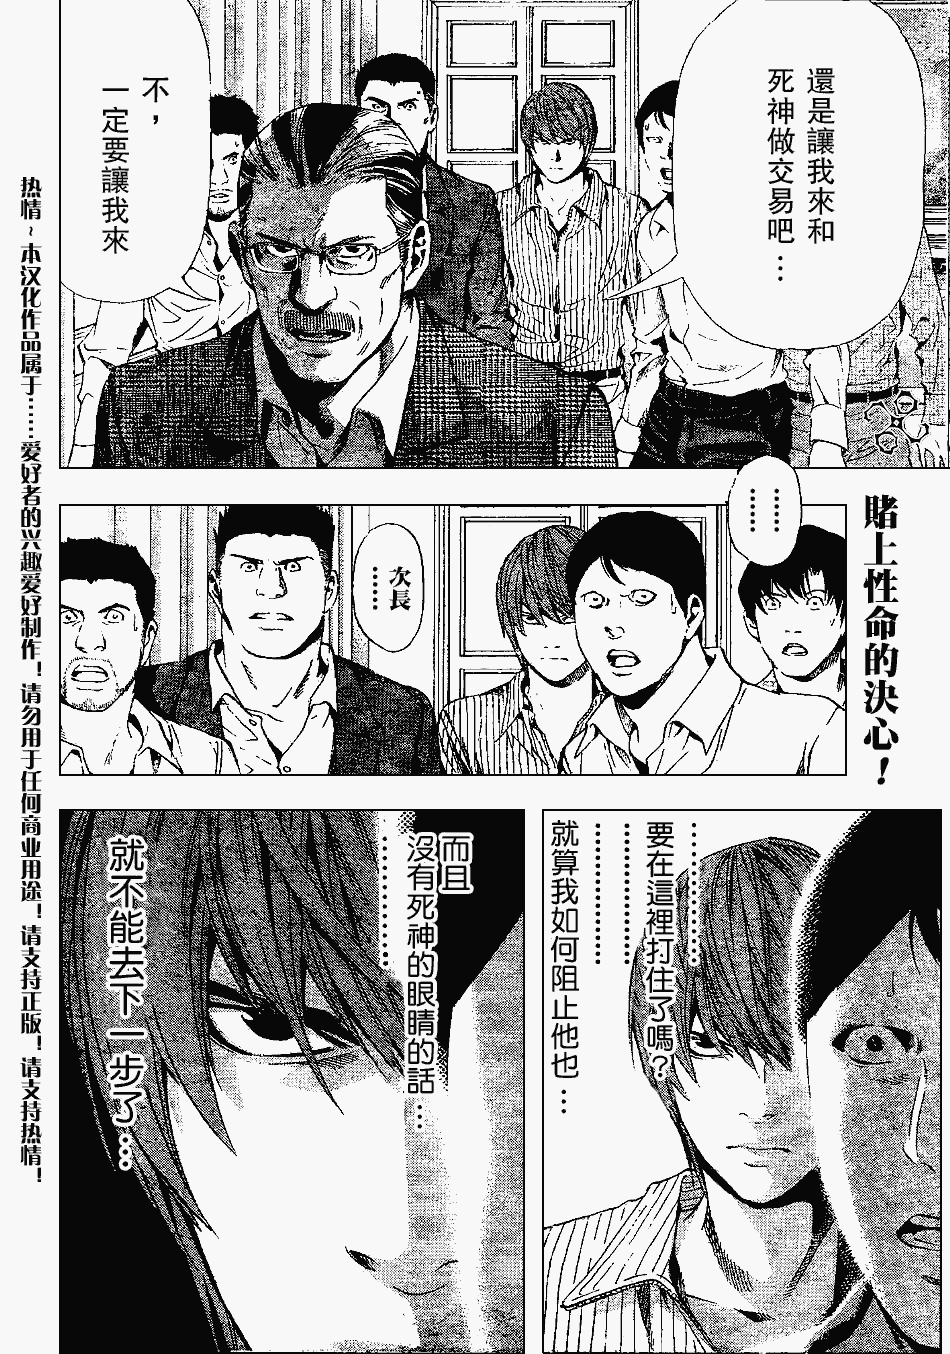 還是讓我來和
死神做交易吧…
不，
一定要讓我來
賭上性命的決心！
……
……
次長
……
要在這裡打住了嗎？
……………
……………
就算我如何阻止他也…
而且
沒有死神的眼睛的話…
……………
就不能去下一步了…
热情～本汉化作品属于……爱好者的兴趣爱好制作！请勿用于任何商业用途！请支持正版！请支持热情！